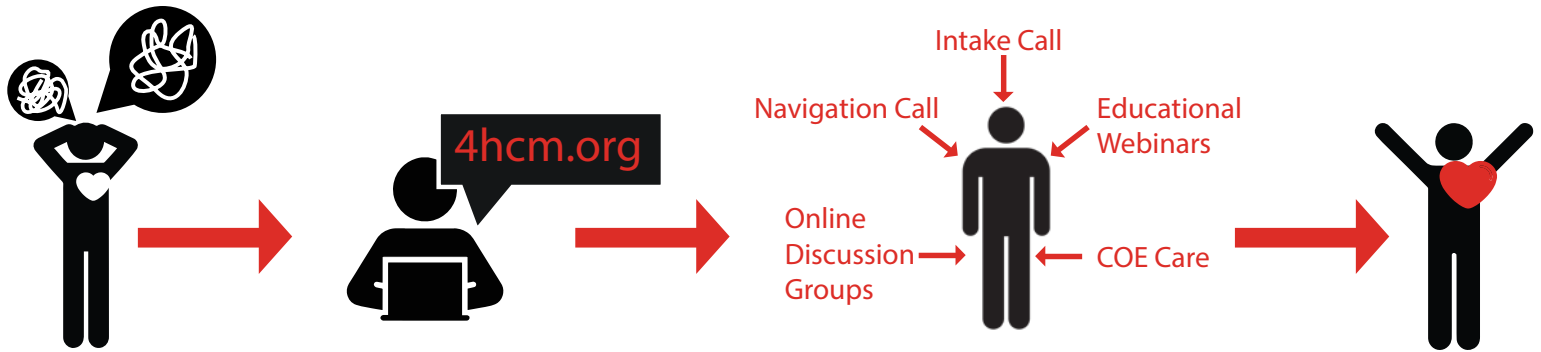 4hcm.org
Intake Call
Navigation Call
Educational
Webinars
Online
Discussion
Groups
COE Care